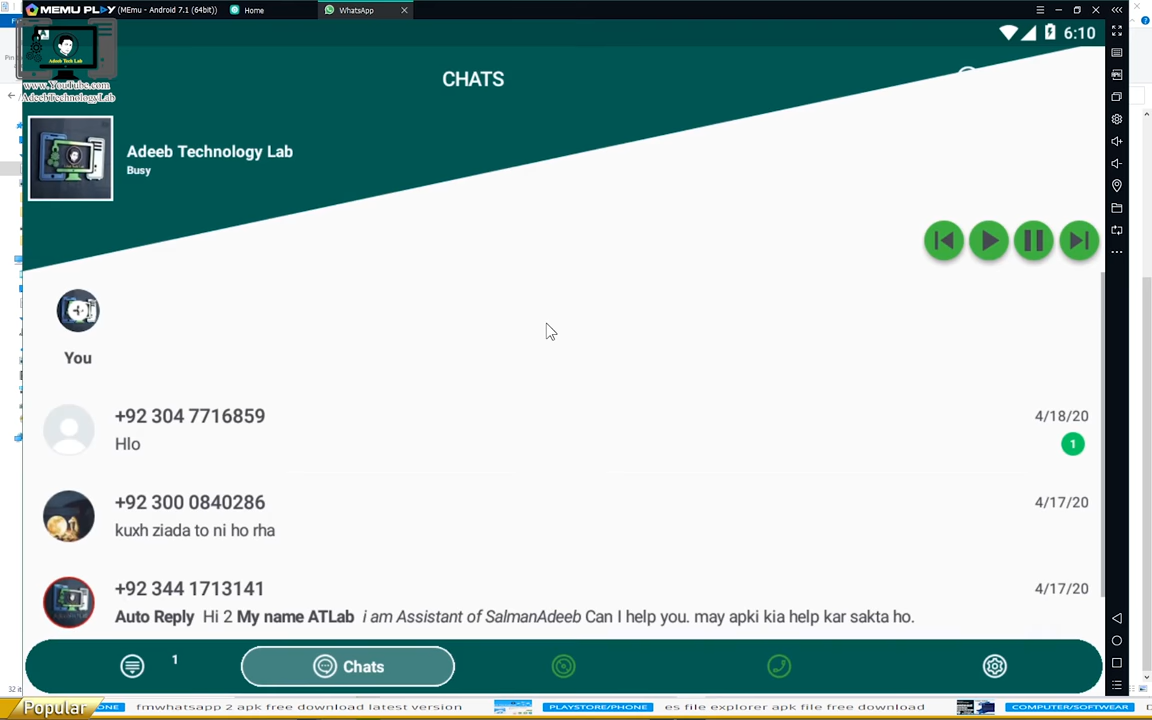 MEMU PLAY (MEmu - Android 7.1 (64bit))
Home
WhatsApp
6:10
Adeeb Tech Lab
www.YouTube.com
/AdeebTechnologyLab
CHATS
Adeeb Technology Lab
Busy
You
+92 304 7716859
4/18/20
Hlo
1
+92 300 0840286
4/17/20
kuxh ziada to ni ho rha
+92 344 1713141
4/17/20
Auto Reply Hi 2 My name ATLab i am Assistant of SalmanAdeeb Can I help you. may apki kia help kar sakta ho.
1
Chats
Popular
fmwhatsapp 2 apk free download latest version
PLAYSTORE/PHONE
es file explorer apk file free download
COMPUTER/SOFTWEAR